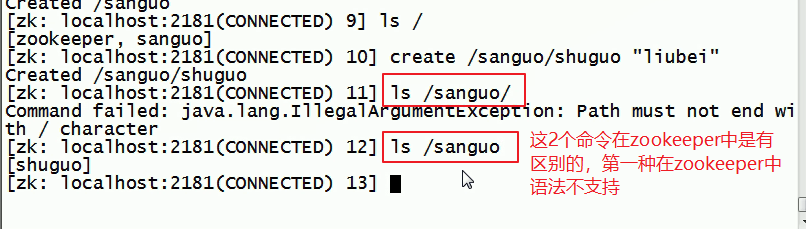 Created /sanguo
[zk: localhost:2181(CONNECTED) 9] ls /
[zookeeper, sanguo]
[zk: localhost:2181(CONNECTED) 10] create /sanguo/shuguo "liubei"
Created /sanguo/shuguo
[zk: localhost:2181(CONNECTED) 11] ls /sanguo/
Command failed: java.lang.IllegalArgumentException: Path must not end wi
th / character
[zk: localhost:2181(CONNECTED) 12] ls /sanguo
[shuguo]
[zk: localhost:2181(CONNECTED) 13]
这2个命令在zookeeper中是有
区别的，第一种在zookeeper中
语法不支持